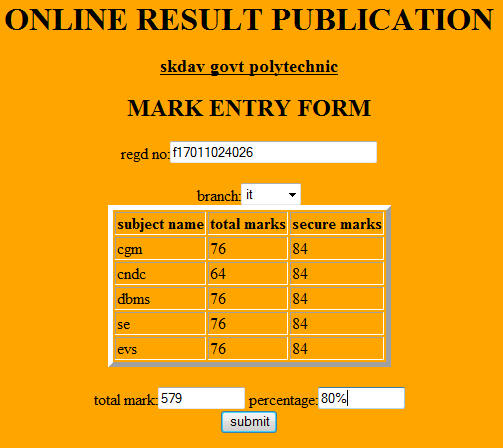 ONLINE RESULT PUBLICATION
skdav govt polytechnic
MARK ENTRY FORM
regd no:f17011024026
branch:it
subject name total marks secure marks
cgm 76 84
cndc 64 84
dbms 76 84
se 76 84
evs 76 84
total mark:579 percentage:80%
submit